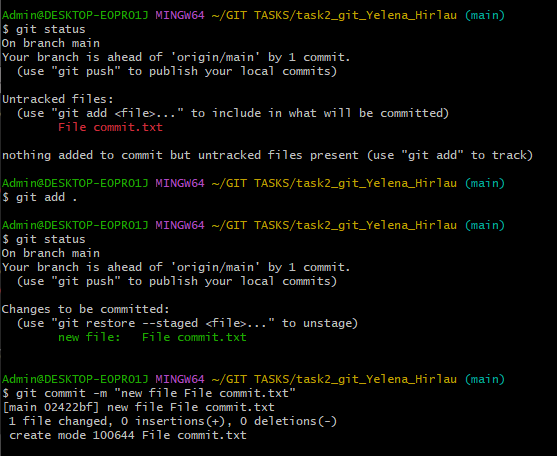 Admin@DESKTOP-EOPRO1J MINGW64 ~/GIT TASKS/task2_git_Yelena_Hirlau (main)
$ git status
On branch main
Your branch is ahead of 'origin/main' by 1 commit.
  (use "git push" to publish your local commits)

Untracked files:
  (use "git add <file>..." to include in what will be committed)
        File commit.txt

nothing added to commit but untracked files present (use "git add" to track)

Admin@DESKTOP-EOPRO1J MINGW64 ~/GIT TASKS/task2_git_Yelena_Hirlau (main)
$ git add .

Admin@DESKTOP-EOPRO1J MINGW64 ~/GIT TASKS/task2_git_Yelena_Hirlau (main)
$ git status
On branch main
Your branch is ahead of 'origin/main' by 1 commit.
  (use "git push" to publish your local commits)

Changes to be committed:
  (use "git restore --staged <file>..." to unstage)
        new file:   File commit.txt


Admin@DESKTOP-EOPRO1J MINGW64 ~/GIT TASKS/task2_git_Yelena_Hirlau (main)
$ git commit -m "new file File commit.txt"
[main 02422bf] new file File commit.txt
 1 file changed, 0 insertions(+), 0 deletions(-)
 create mode 100644 File commit.txt